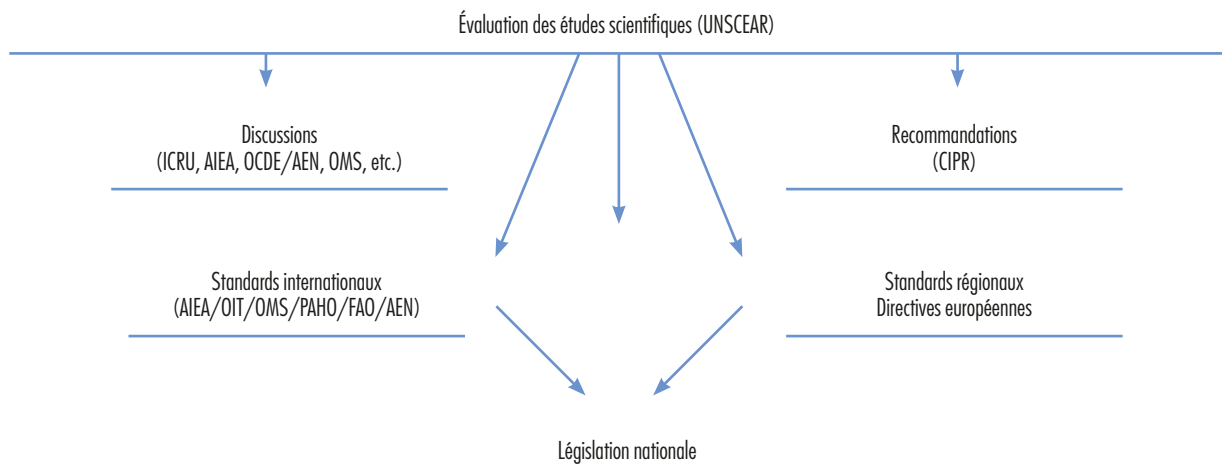 Évaluation des études scientifiques (UNSCEAR)
Discussions
(ICRU, AIEA, OCDE/AEN, OMS, etc.)
Recommandations
(CIPR)
Standards internationaux
(AIEA/OIT/OMS/PAHO/FAO/AEN)
Standards régionaux
Directives européennes
Législation nationale